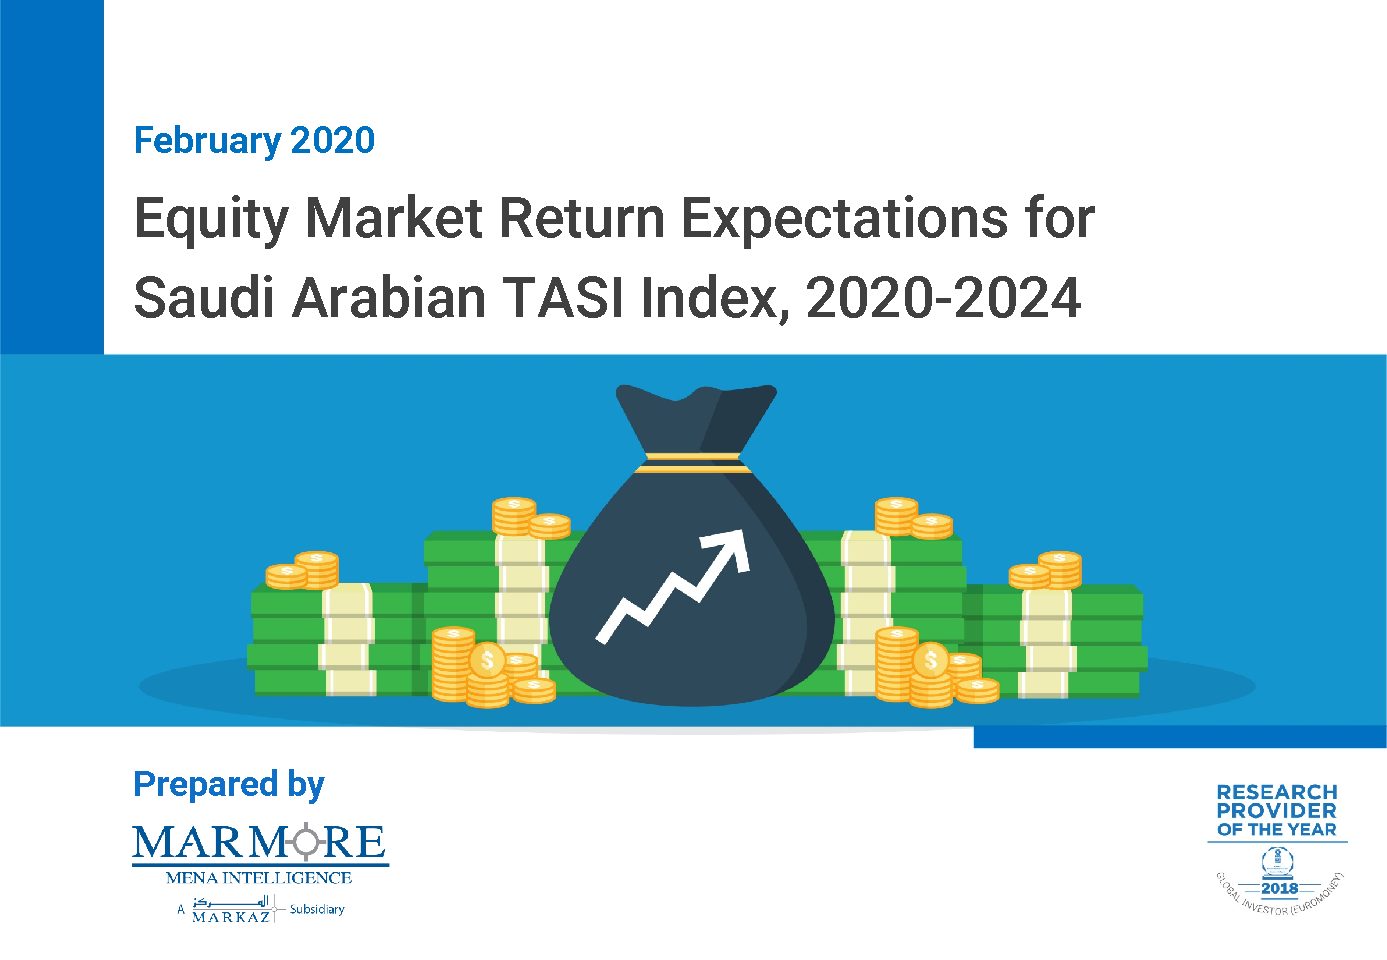 February 2020
Equity Market Return Expectations for
Saudi Arabian TASI Index, 2020-2024
$ $
$ $
$ $
$ $
$
$ $
$
$
$
$ $
$
Prepared by
MARMORE
MENA INTELLIGENCE
A المركز Subsidiary
MARKAZ
RESEARCH
PROVIDER
OF THE YEAR
2018
GLOBAL INVESTOR (EUROMONEY)